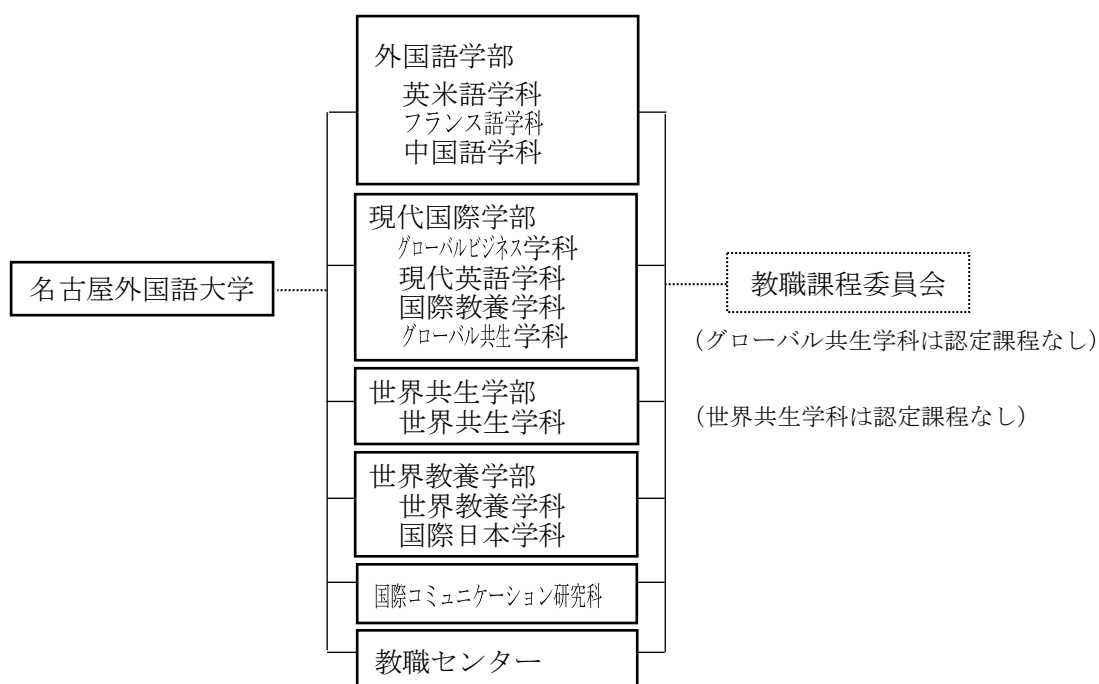 外国語学部
英米語学科
フランス語学科
中国語学科
現代国際学部
グローバルビジネス学科
現代英語学科
国際教養学科
グローバル共生学科
名古屋外国語大学
教職課程委員会
（グローバル共生学科は認定課程なし）
世界共生学部
世界共生学科
（世界共生学科は認定課程なし）
世界教養学部
世界教養学科
国際日本学科
国際コミュニケーション研究科
教職センター